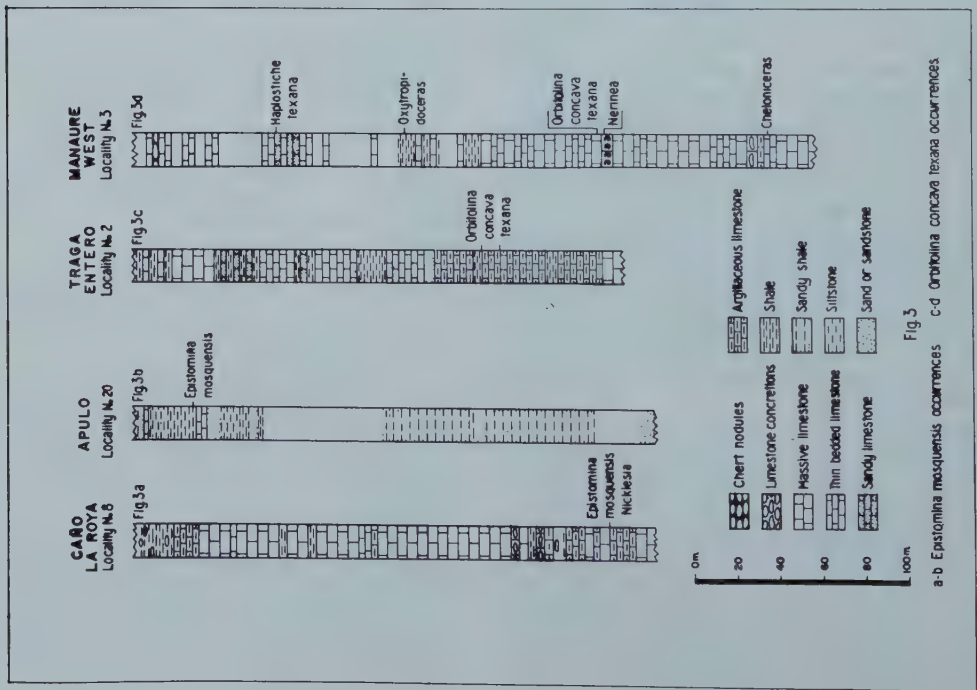 CAÑO
LA ROYA
Locality № 8
Fig.3a
Epistomina
mosquensis
Nicklesia
APULO
Locality № 20
Fig.3b
Epistomina
mosquensis
TRAGA
ENTERO
Locality № 2
Fig.3c
Orbitolina
concava
texana
MANAURE
WEST
Locality № 3
Fig.3d
Haplostiche
texana
Oxytropi-
doceras
Orbitolina
concava
texana
Nerinea
Cheloniceras
0m.
20
40
60
80
100m.
Chert nodules
Limestone concretions
Massive limestone
Thin bedded limestone
Sandy limestone
Argillaceous limestone
Shale
Sandy shale
Siltstone
Sand or sandstone
Fig.3
a-b Epistomina mosquensis occurrences c-d Orbitolina concava texana occurrences.